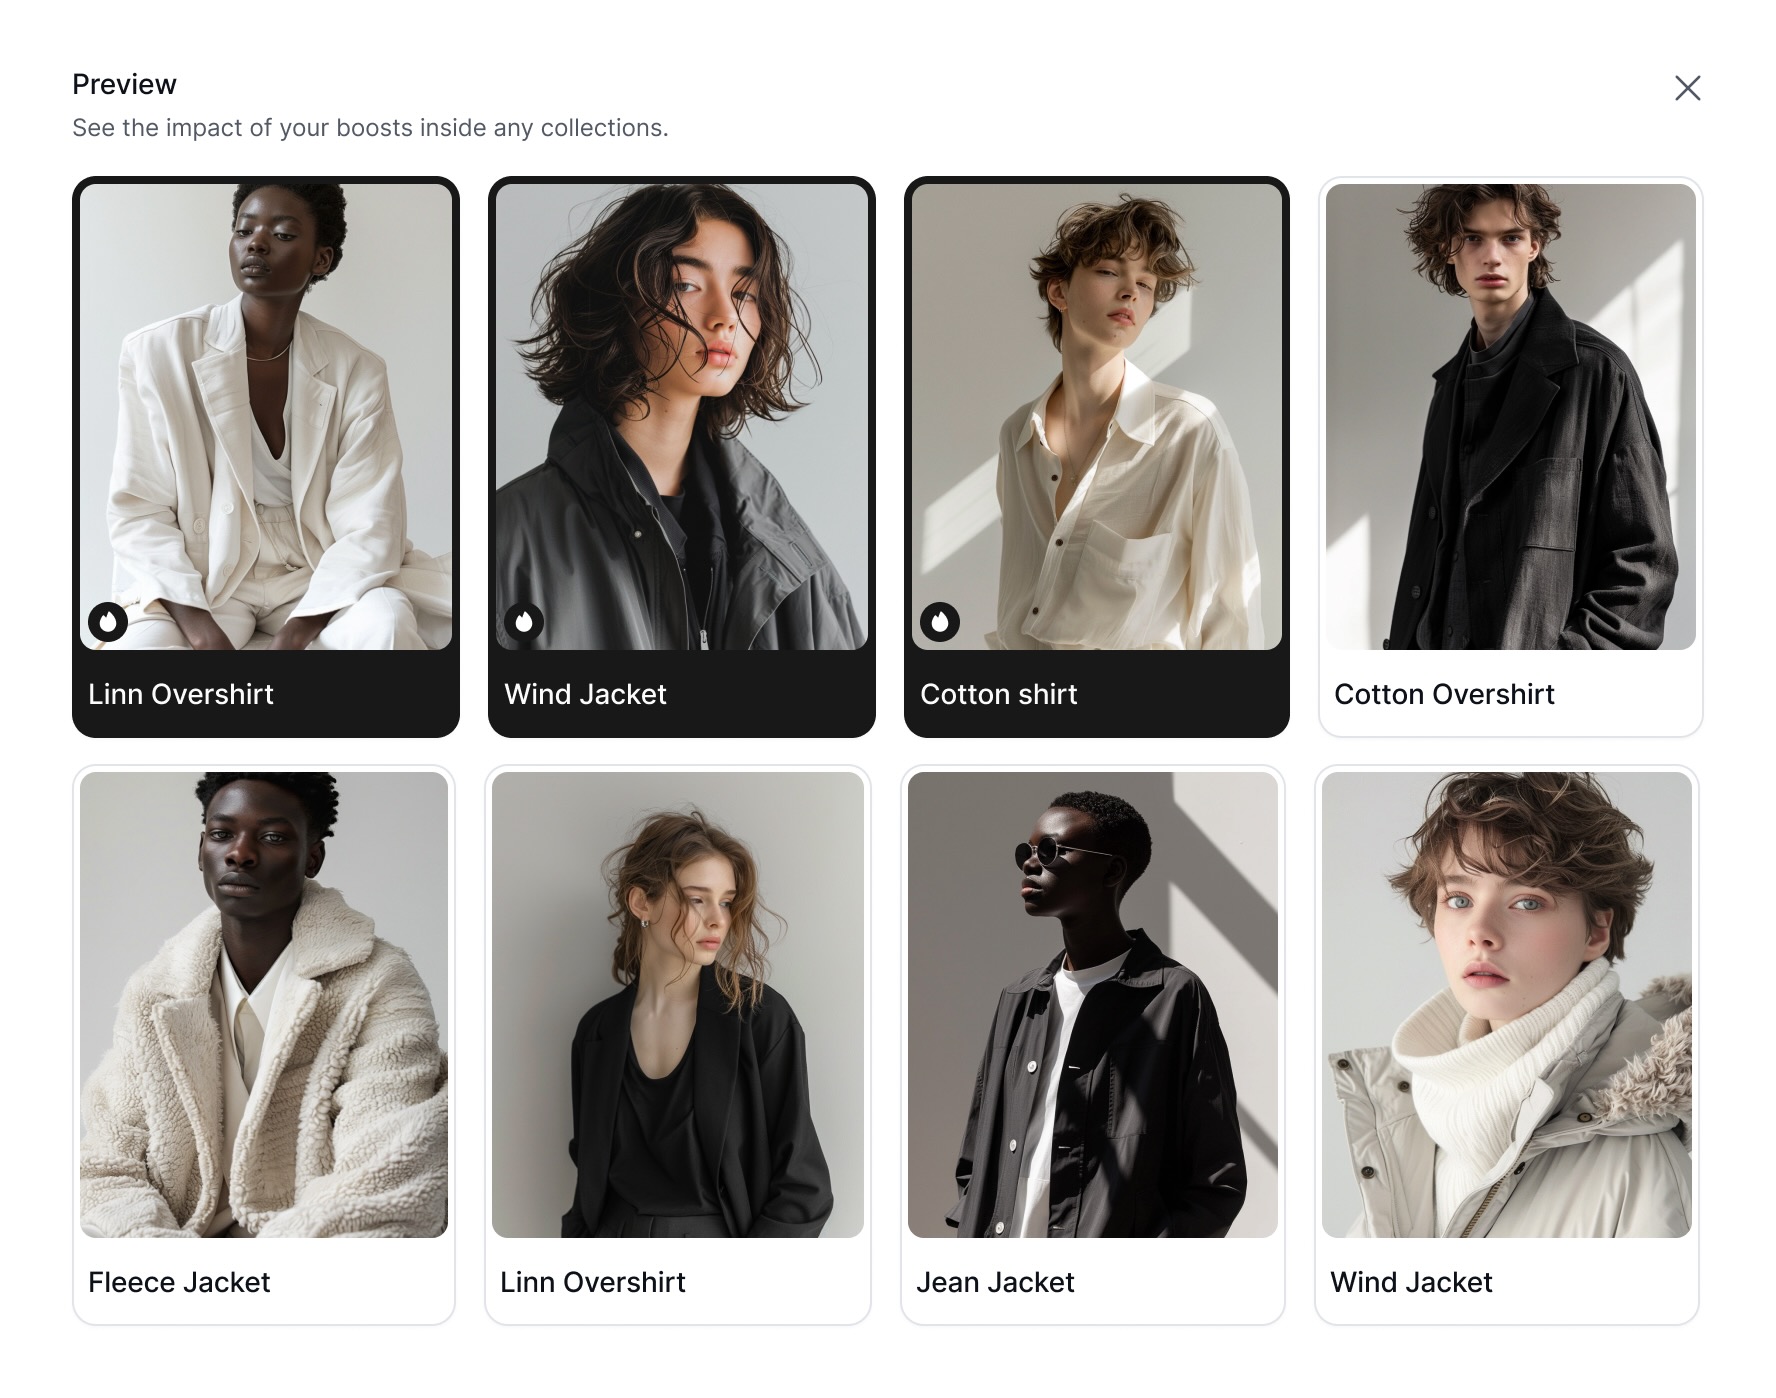 Preview
See the impact of your boosts inside any collections.
Linn Overshirt
Wind Jacket
Cotton shirt
Cotton Overshirt
Fleece Jacket
Linn Overshirt
Jean Jacket
Wind Jacket